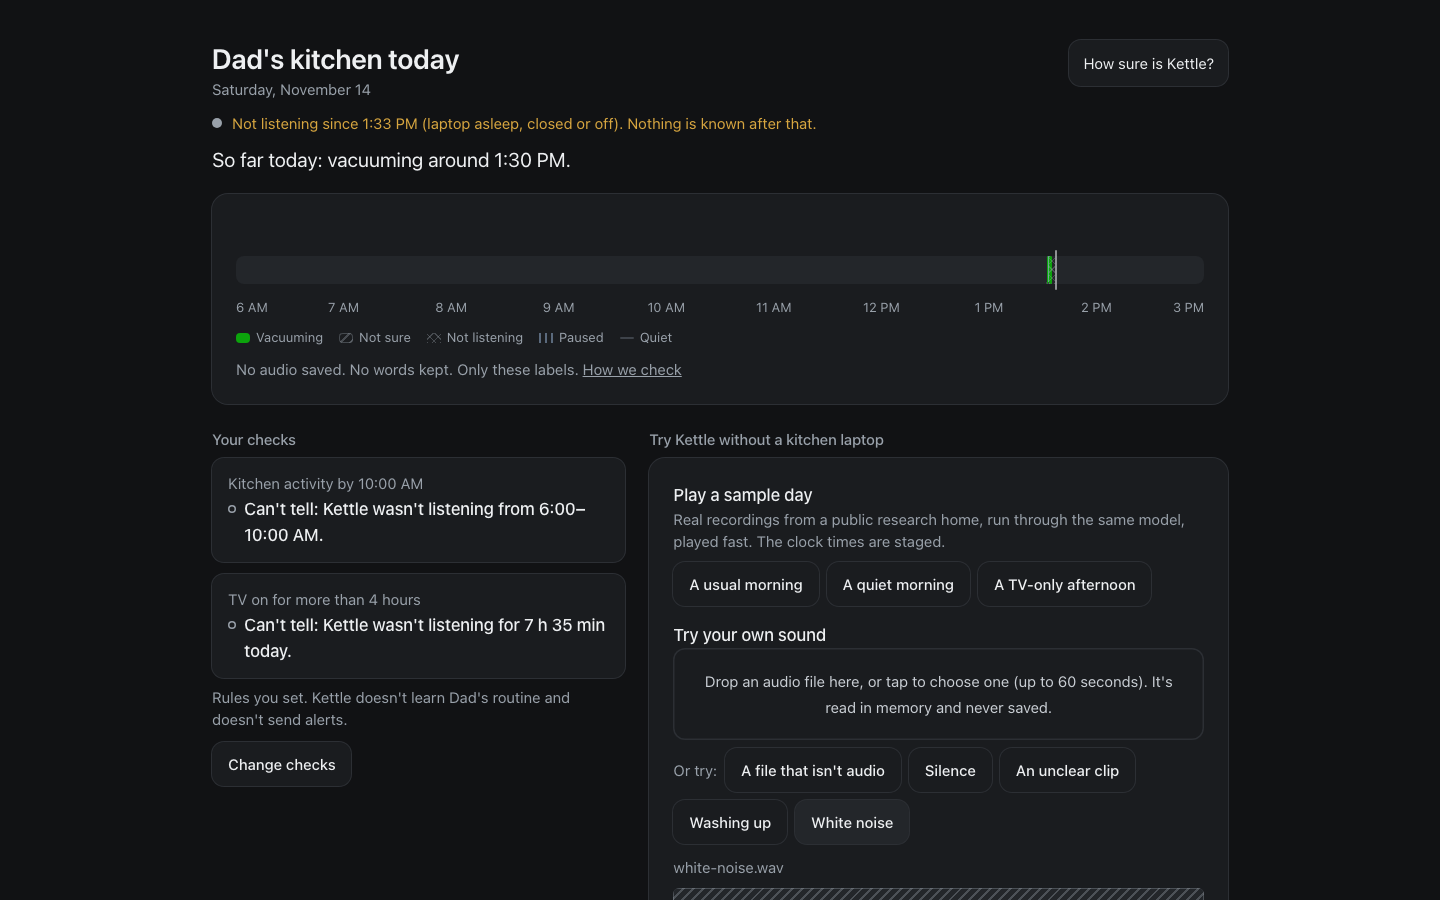 Dad's kitchen today
How sure is Kettle?
Saturday, November 14
Not listening since 1:33 PM (laptop asleep, closed or off). Nothing is known after that.
So far today: vacuuming around 1:30 PM.
6 AM 7 AM 8 AM 9 AM 10 AM 11 AM 12 PM 1 PM 2 PM 3 PM
Vacuuming Not sure Not listening Paused Quiet
No audio saved. No words kept. Only these labels. How we check
Your checks
Kitchen activity by 10:00 AM
Can't tell: Kettle wasn't listening from 6:00–
10:00 AM.
TV on for more than 4 hours
Can't tell: Kettle wasn't listening for 7 h 35 min
today.
Rules you set. Kettle doesn't learn Dad's routine and
doesn't send alerts.
Change checks
Try Kettle without a kitchen laptop
Play a sample day
Real recordings from a public research home, run through the same model,
played fast. The clock times are staged.
A usual morning A quiet morning A TV-only afternoon
Try your own sound
Drop an audio file here, or tap to choose one (up to 60 seconds). It's
read in memory and never saved.
Or try: A file that isn't audio Silence An unclear clip
Washing up White noise
white-noise.wav